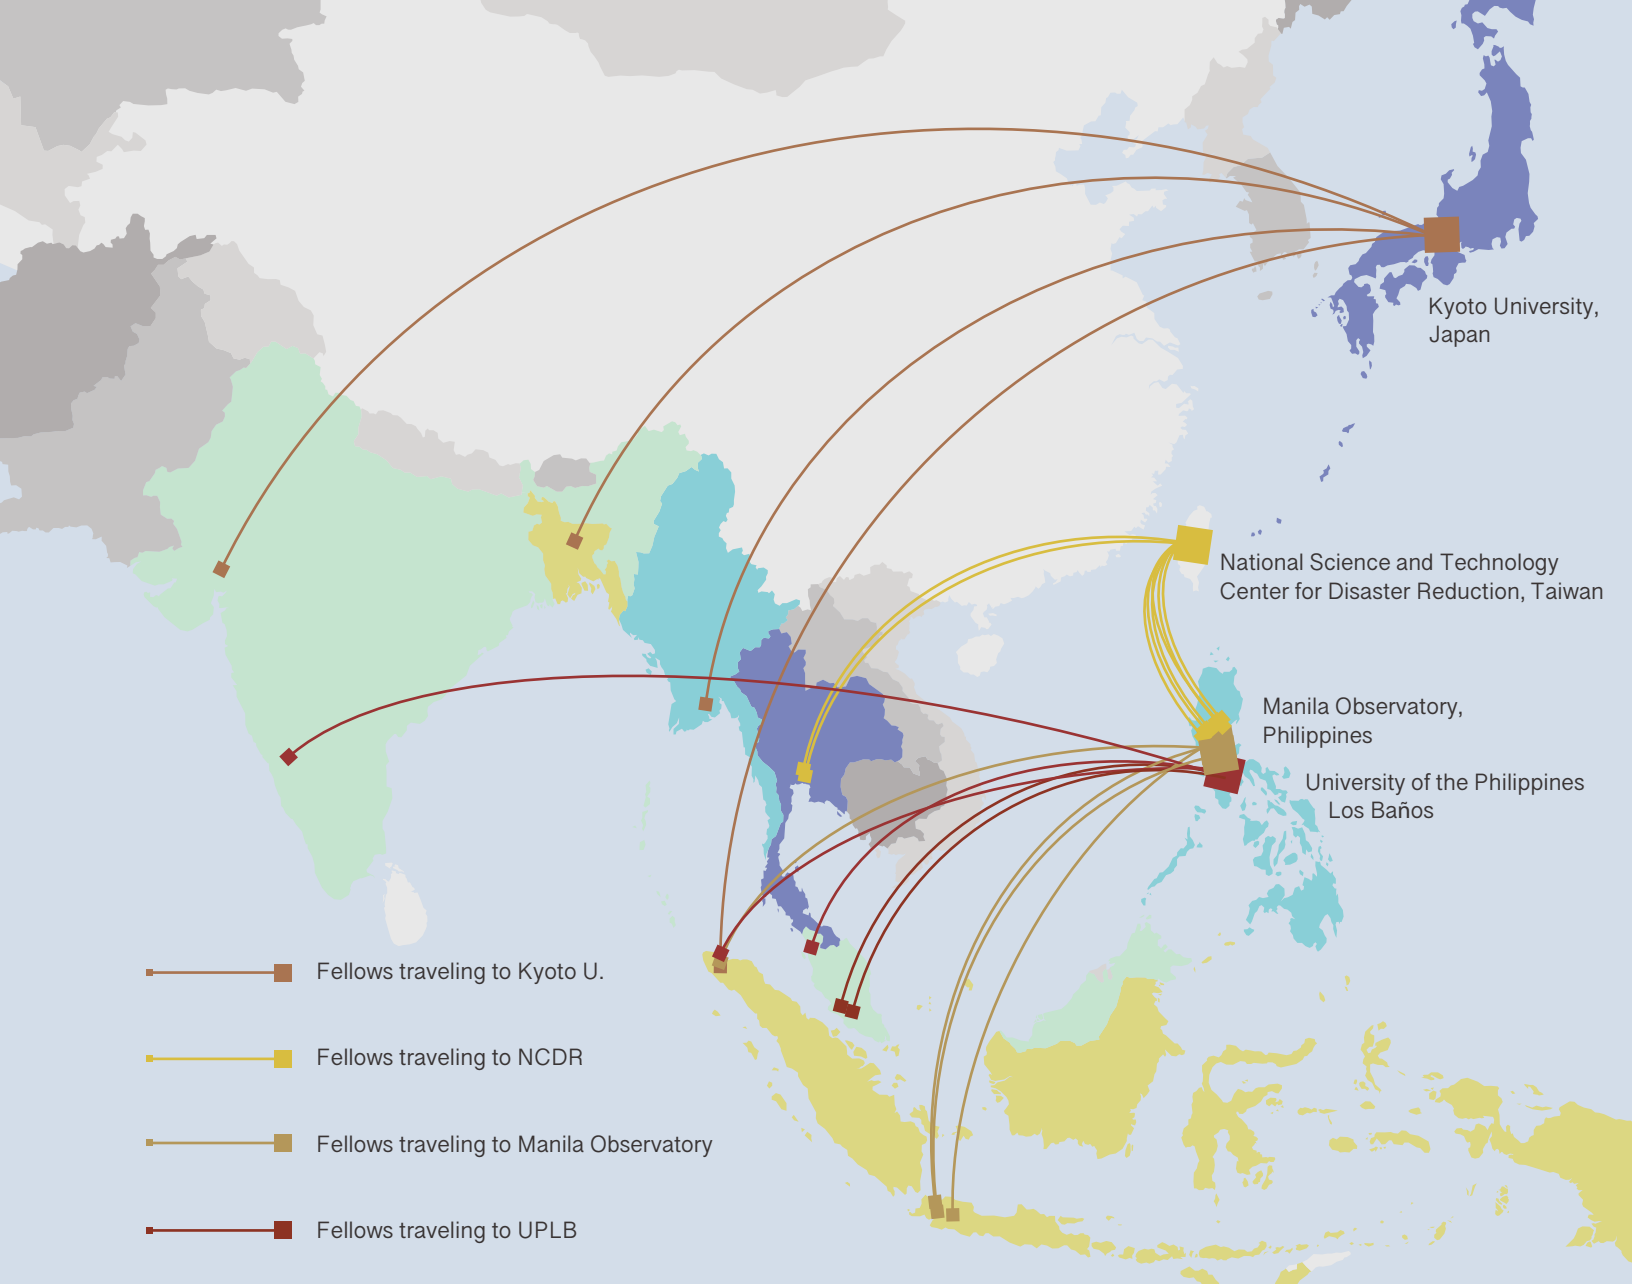 Kyoto University,
Japan
National Science and Technology
Center for Disaster Reduction, Taiwan
Manila Observatory,
Philippines
University of the Philippines
Los Baños
Fellows traveling to Kyoto U.
Fellows traveling to NCDR
Fellows traveling to Manila Observatory
Fellows traveling to UPLB